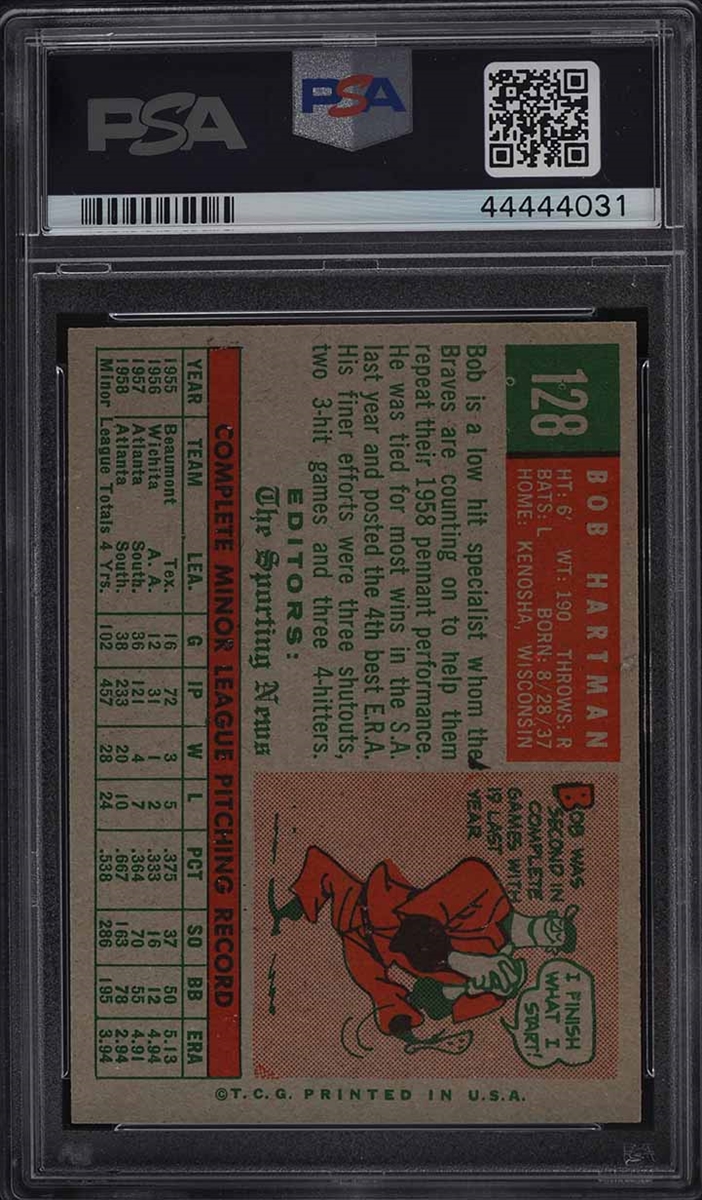 PSA
PSA
44444031
128
BOB HARTMAN
HT: 6' WT: 190 THROWS: R
BATS: L BORN: 8/28/37
HOME: KENOSHA, WISCONSIN
Bob is a low hit specialist whom the
Braves are counting on to help them
repeat their 1958 pennant performance.
He was tied for most wins in the S.A.
last year and posted the 4th best E.R.A.
His finer efforts were three shutouts,
two 3-hit games and three 4-hitters.
EDITORS:
The Sporting News
BOB WAS
SECOND IN
COMPLETE
GAMES WITH
19 LAST
YEAR
I FINISH
WHAT I
START!
COMPLETE MINOR LEAGUE PITCHING RECORD
YEAR TEAM LEA. G IP W L PCT SO BB ERA
1955 Beaumont Tex. 16 72 3 5 .375 37 50 5.13
1956 Wichita A. A. 12 31 1 2 .333 16 12 4.94
1957 Atlanta South. 36 121 4 7 .364 70 55 4.91
1958 Atlanta South. 38 233 20 10 .667 163 78 2.94
Minor League Totals 4 Yrs. 102 457 28 24 .538 286 195 3.94
©T.C.G. PRINTED IN U.S.A.